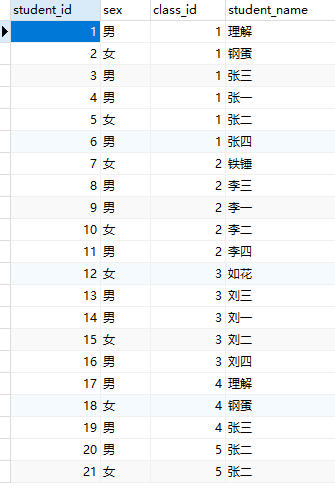 student_id sex class_id student_name
1 男 1 理解
2 女 1 钢蛋
3 男 1 张三
4 男 1 张一
5 女 1 张二
6 男 1 张四
7 女 2 铁锤
8 男 2 李三
9 男 2 李一
10 女 2 李二
11 男 2 李四
12 女 3 如花
13 男 3 刘三
14 男 3 刘一
15 女 3 刘二
16 男 3 刘四
17 男 4 理解
18 女 4 钢蛋
19 男 4 张三
20 男 5 张二
21 女 5 张二